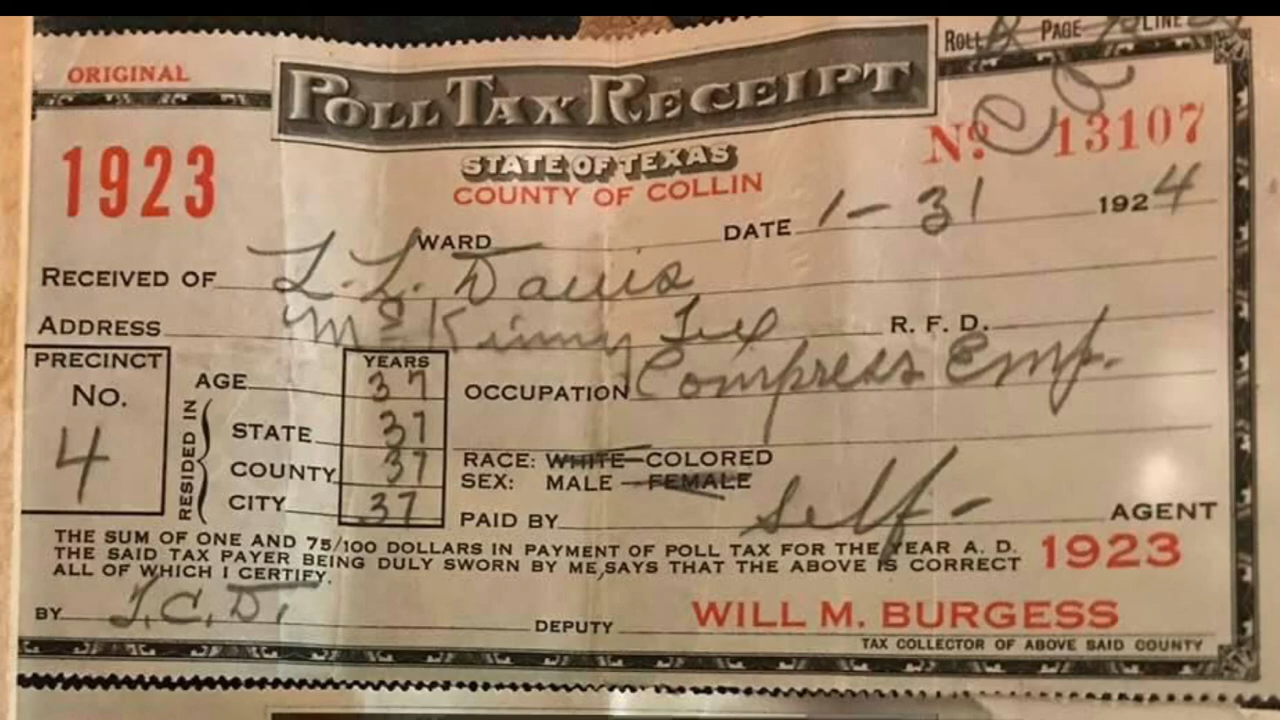 ROLL PAGE LINE
ORIGINAL
POLL TAX RECEIPT
1923
STATE OF TEXAS
COUNTY OF COLLIN
No. 13107
WARD DATE 1-31 1924
RECEIVED OF L. L. Davis
ADDRESS McKinny Tex R. F. D.
PRECINCT
No.
4
YEARS
AGE 37
RESIDED IN
STATE 37
COUNTY 37
CITY 37
OCCUPATION Compress Emp.
RACE: WHITE—COLORED
SEX: MALE—FEMALE
PAID BY Self - AGENT
THE SUM OF ONE AND 75/100 DOLLARS IN PAYMENT OF POLL TAX FOR THE YEAR A. D. 1923
THE SAID TAX PAYER BEING DULY SWORN BY ME, SAYS THAT THE ABOVE IS CORRECT
ALL OF WHICH I CERTIFY.
BY T.C.D. DEPUTY WILL M. BURGESS
TAX COLLECTOR OF ABOVE SAID COUNTY